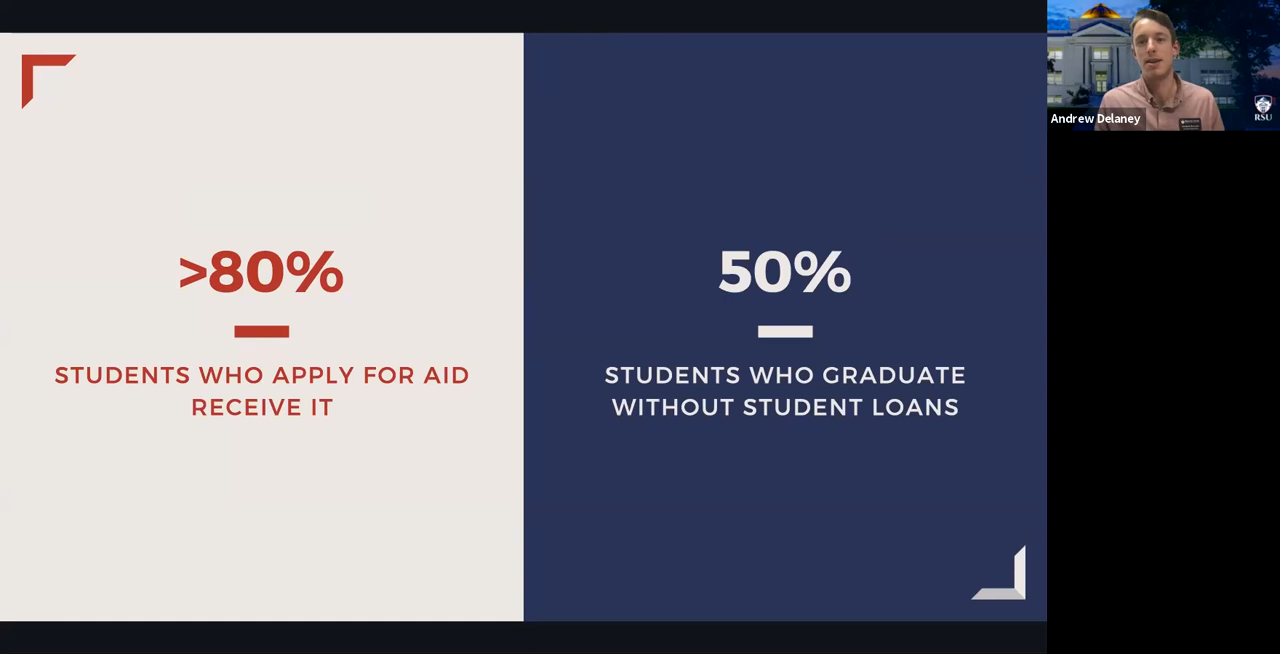 >80%
STUDENTS WHO APPLY FOR AID
RECEIVE IT
50%
STUDENTS WHO GRADUATE
WITHOUT STUDENT LOANS
Andrew Delaney
RSU